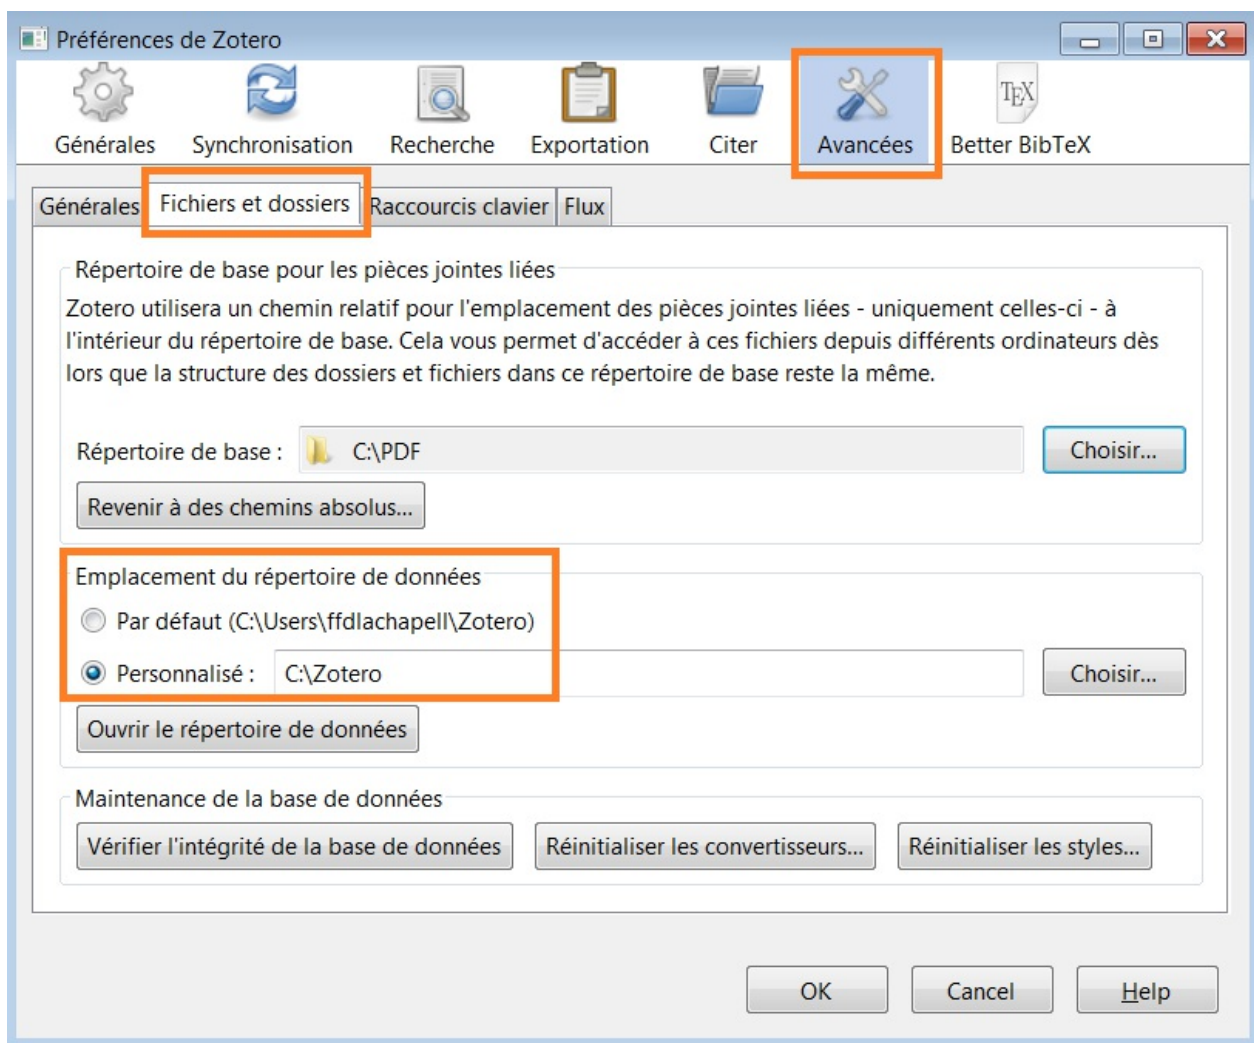 Préférences de Zotero
Générales Synchronisation Recherche Exportation Citer Avancées TEX Better BibTeX
Générales Fichiers et dossiers Raccourcis clavier Flux
Répertoire de base pour les pièces jointes liées
Zotero utilisera un chemin relatif pour l'emplacement des pièces jointes liées - uniquement celles-ci - à
l'intérieur du répertoire de base. Cela vous permet d'accéder à ces fichiers depuis différents ordinateurs dès
lors que la structure des dossiers et fichiers dans ce répertoire de base reste la même.
Répertoire de base : C:\PDF Choisir...
Revenir à des chemins absolus...
Emplacement du répertoire de données
Par défaut (C:\Users\ffdlachapell\Zotero)
Personnalisé : C:\Zotero Choisir...
Ouvrir le répertoire de données
Maintenance de la base de données
Vérifier l'intégrité de la base de données Réinitialiser les convertisseurs... Réinitialiser les styles...
OK Cancel Help